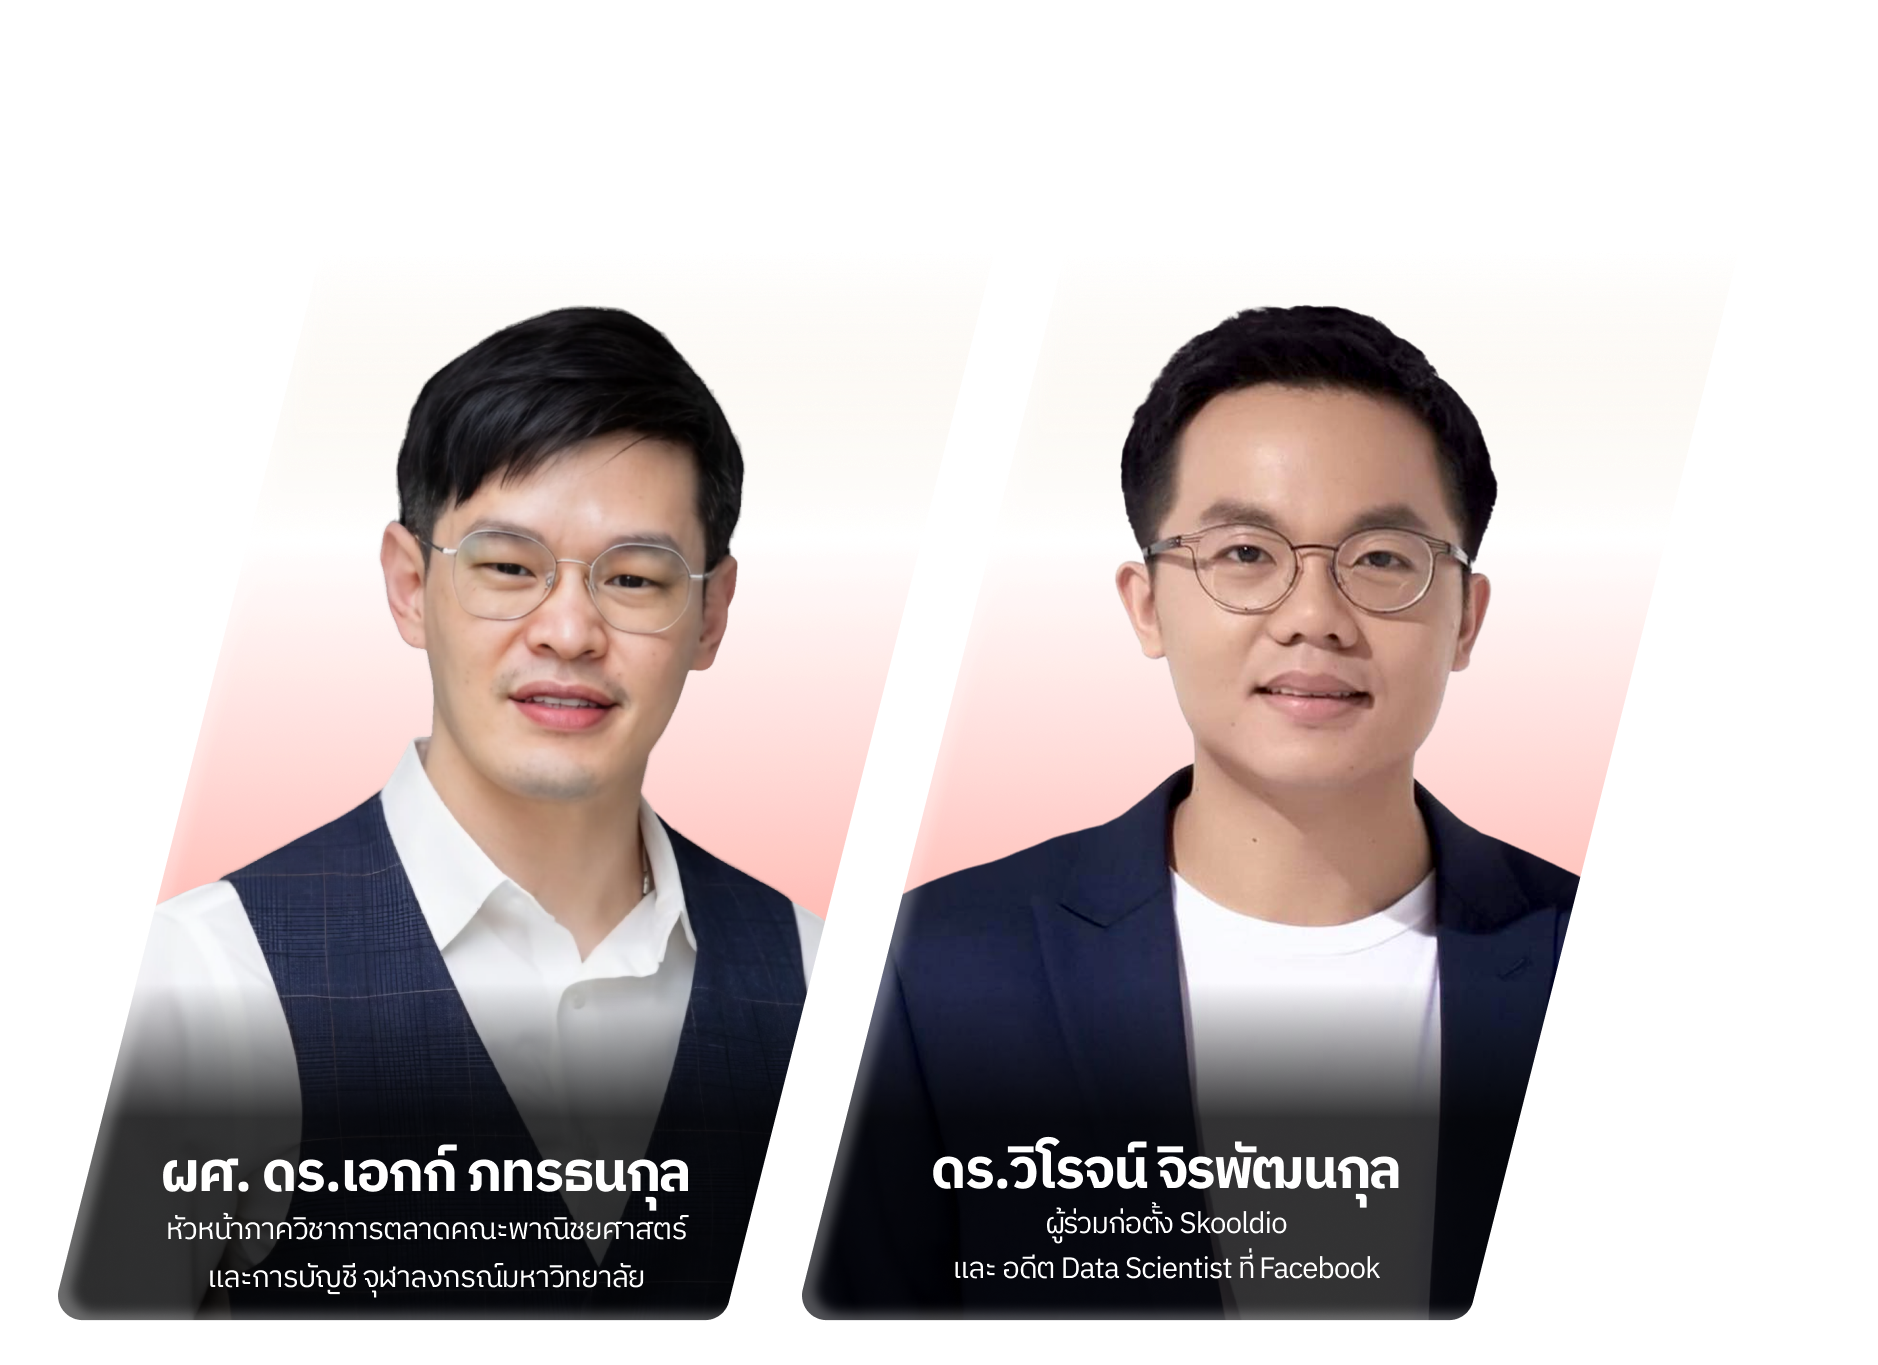 ผศ. ดร.เอกก์ ภทรธนกุล
หัวหน้าภาควิชาการตลาดคณะพาณิชยศาสตร์
และการบัญชี จุฬาลงกรณ์มหาวิทยาลัย
ดร.วิโรจน์ จิรพัฒนกุล
ผู้ร่วมก่อตั้ง Skooldio
และ อดีต Data Scientist ที่ Facebook